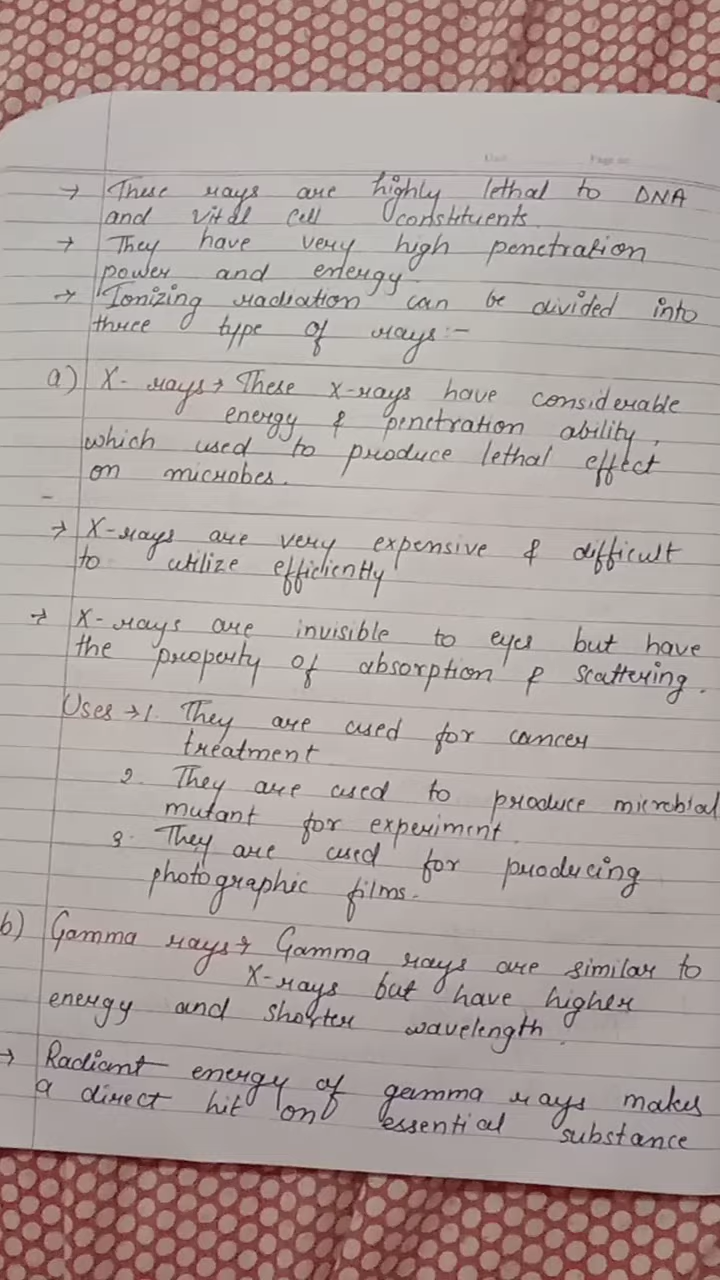 → These rays are highly lethal to DNA
and vital cell constituents.
→ They have very high penetration
power and energy.
→ Ionizing radiation can be divided into
three type of rays :-
a) X- rays → These X-rays have considerable
energy & penetration ability,
which used to produce lethal effect
on microbes.
→ X-rays are very expensive & difficult
to utilize efficiently
→ X-rays are invisible to eyes but have
the property of absorption & scattering.
Uses → 1. They are used for cancer
treatment
2. They are used to produce microbial
mutant for experiment.
3. They are used for producing
photographic films.
b) Gamma rays → Gamma rays are similar to
X-rays but have higher
energy and shorter wavelength.
→ Radiant energy of gamma rays makes
a direct hit on essential substance